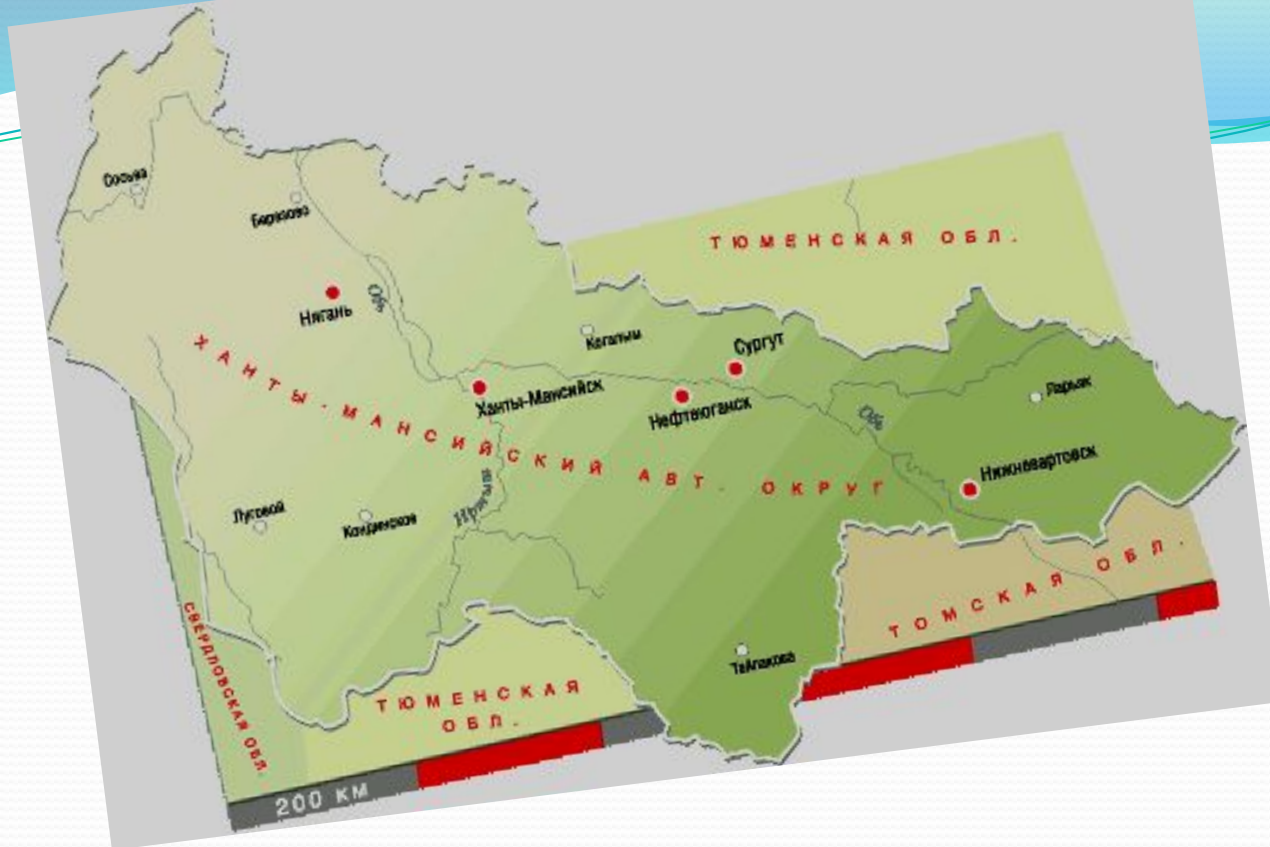 Сосьва
Березово
ТЮМЕНСКАЯ ОБЛ.
Нягань
Обь
Когалым
Сургут
ХАНТЫ-МАНСИЙСКИЙ АВТ. ОКРУГ
Ханты-Мансийск
Нефтеюганск
Ларьяк
Обь
Нижневартовск
Луговой
Кондинское
Иртыш
ТОМСКАЯ ОБЛ.
СВЕРДЛОВСКАЯ ОБЛ.
Тайлакова
ТЮМЕНСКАЯ
ОБЛ.
200 КМ